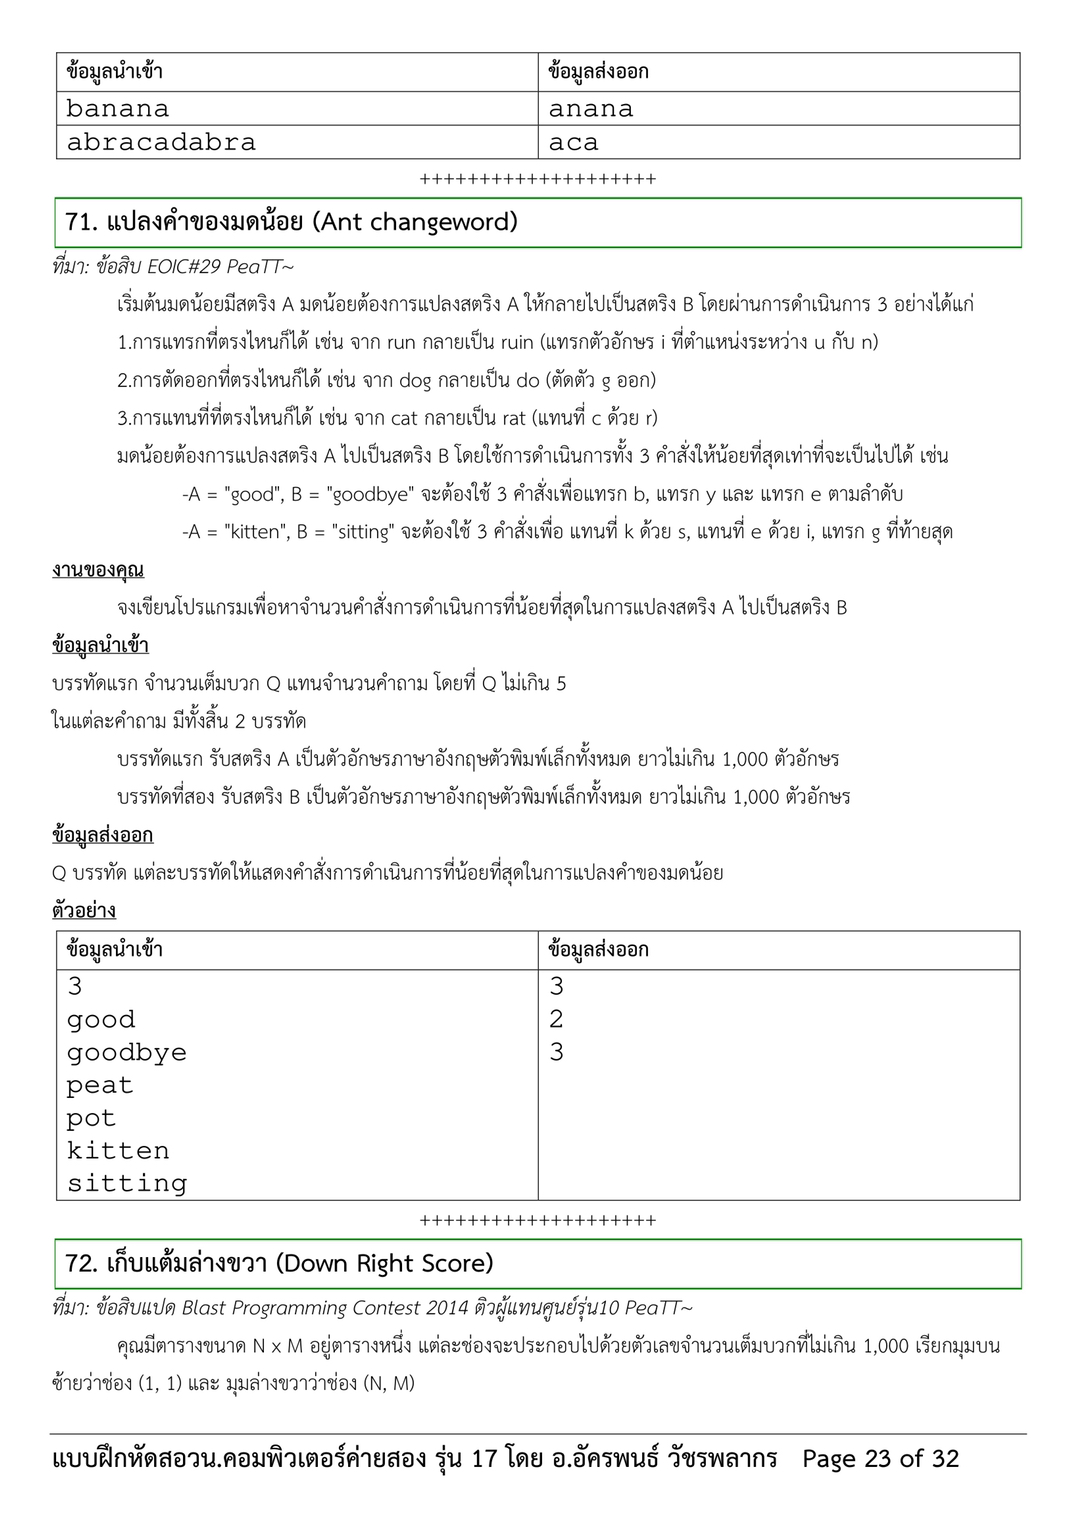 ข้อมูลนำเข้า ข้อมูลส่งออก
banana anana
abracadabra aca
++++++++++++++++++++
71. แปลงคำของมดน้อย (Ant changeword)
ที่มา: ข้อสิบ EOIC#29 PeaTT~
เริ่มต้นมดน้อยมีสตริง A มดน้อยต้องการแปลงสตริง A ให้กลายไปเป็นสตริง B โดยผ่านการดำเนินการ 3 อย่างได้แก่
1.การแทรกที่ตรงไหนก็ได้ เช่น จาก run กลายเป็น ruin (แทรกตัวอักษร i ที่ตำแหน่งระหว่าง u กับ n)
2.การตัดออกที่ตรงไหนก็ได้ เช่น จาก dog กลายเป็น do (ตัดตัว g ออก)
3.การแทนที่ที่ตรงไหนก็ได้ เช่น จาก cat กลายเป็น rat (แทนที่ c ด้วย r)
มดน้อยต้องการแปลงสตริง A ไปเป็นสตริง B โดยใช้การดำเนินการทั้ง 3 คำสั่งให้น้อยที่สุดเท่าที่จะเป็นไปได้ เช่น
-A = "good", B = "goodbye" จะต้องใช้ 3 คำสั่งเพื่อแทรก b, แทรก y และ แทรก e ตามลำดับ
-A = "kitten", B = "sitting" จะต้องใช้ 3 คำสั่งเพื่อ แทนที่ k ด้วย s, แทนที่ e ด้วย i, แทรก g ที่ท้ายสุด
งานของคุณ
จงเขียนโปรแกรมเพื่อหาจำนวนคำสั่งการดำเนินการที่น้อยที่สุดในการแปลงสตริง A ไปเป็นสตริง B
ข้อมูลนำเข้า
บรรทัดแรก จำนวนเต็มบวก Q แทนจำนวนคำถาม โดยที่ Q ไม่เกิน 5
ในแต่ละคำถาม มีทั้งสิ้น 2 บรรทัด
บรรทัดแรก รับสตริง A เป็นตัวอักษรภาษาอังกฤษตัวพิมพ์เล็กทั้งหมด ยาวไม่เกิน 1,000 ตัวอักษร
บรรทัดที่สอง รับสตริง B เป็นตัวอักษรภาษาอังกฤษตัวพิมพ์เล็กทั้งหมด ยาวไม่เกิน 1,000 ตัวอักษร
ข้อมูลส่งออก
Q บรรทัด แต่ละบรรทัดให้แสดงคำสั่งการดำเนินการที่น้อยที่สุดในการแปลงคำของมดน้อย
ตัวอย่าง
ข้อมูลนำเข้า ข้อมูลส่งออก
3 3
good 2
goodbye 3
peat
pot
kitten
sitting
++++++++++++++++++++
72. เก็บแต้มล่างขวา (Down Right Score)
ที่มา: ข้อสิบแปด Blast Programming Contest 2014 ติวผู้แทนศูนย์รุ่น10 PeaTT~
คุณมีตารางขนาด N x M อยู่ตารางหนึ่ง แต่ละช่องจะประกอบไปด้วยตัวเลขจำนวนเต็มบวกที่ไม่เกิน 1,000 เรียกมุมบน
ซ้ายว่าช่อง (1, 1) และ มุมล่างขวาว่าช่อง (N, M)
แบบฝึกหัดสอวน.คอมพิวเตอร์ค่ายสอง รุ่น 17 โดย อ.อัครพนธ์ วัชรพลากร Page 23 of 32